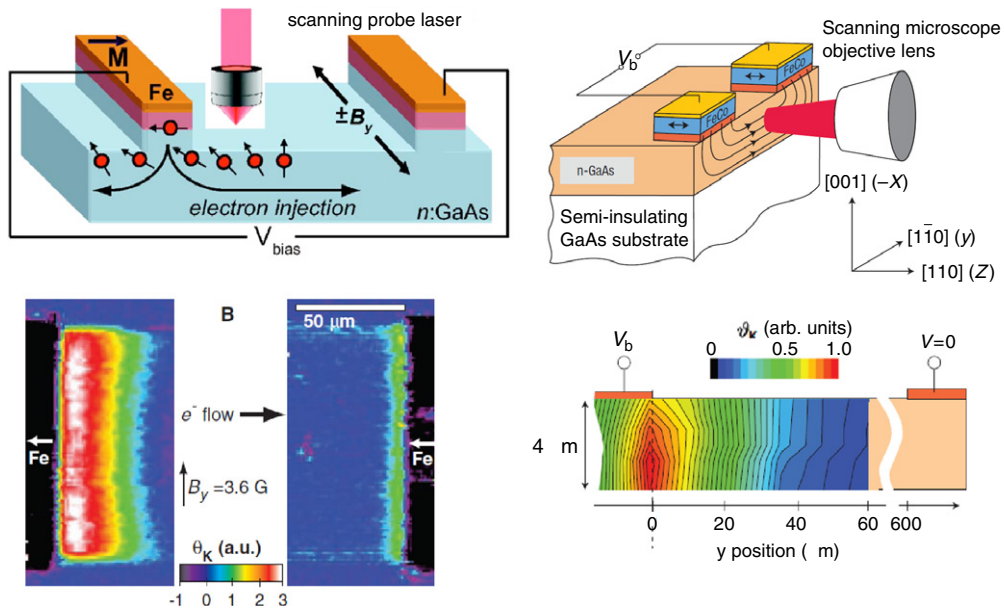 scanning probe laser
M
Fe
±By
electron injection
n:GaAs
Vbias
Scanning microscope
objective lens
Vb
FeCo
FeCo
n-GaAs
Semi-insulating
GaAs substrate
[001] (–X)
[11̄0] (y)
[110] (Z)
B
50 μm
e⁻ flow
Fe
Fe
By =3.6 G
θK (a.u.)
-1 0 1 2 3
ϑK (arb. units)
0 0.5 1.0
Vb
V=0
4 m
0 20 40 60 600
y position ( m)